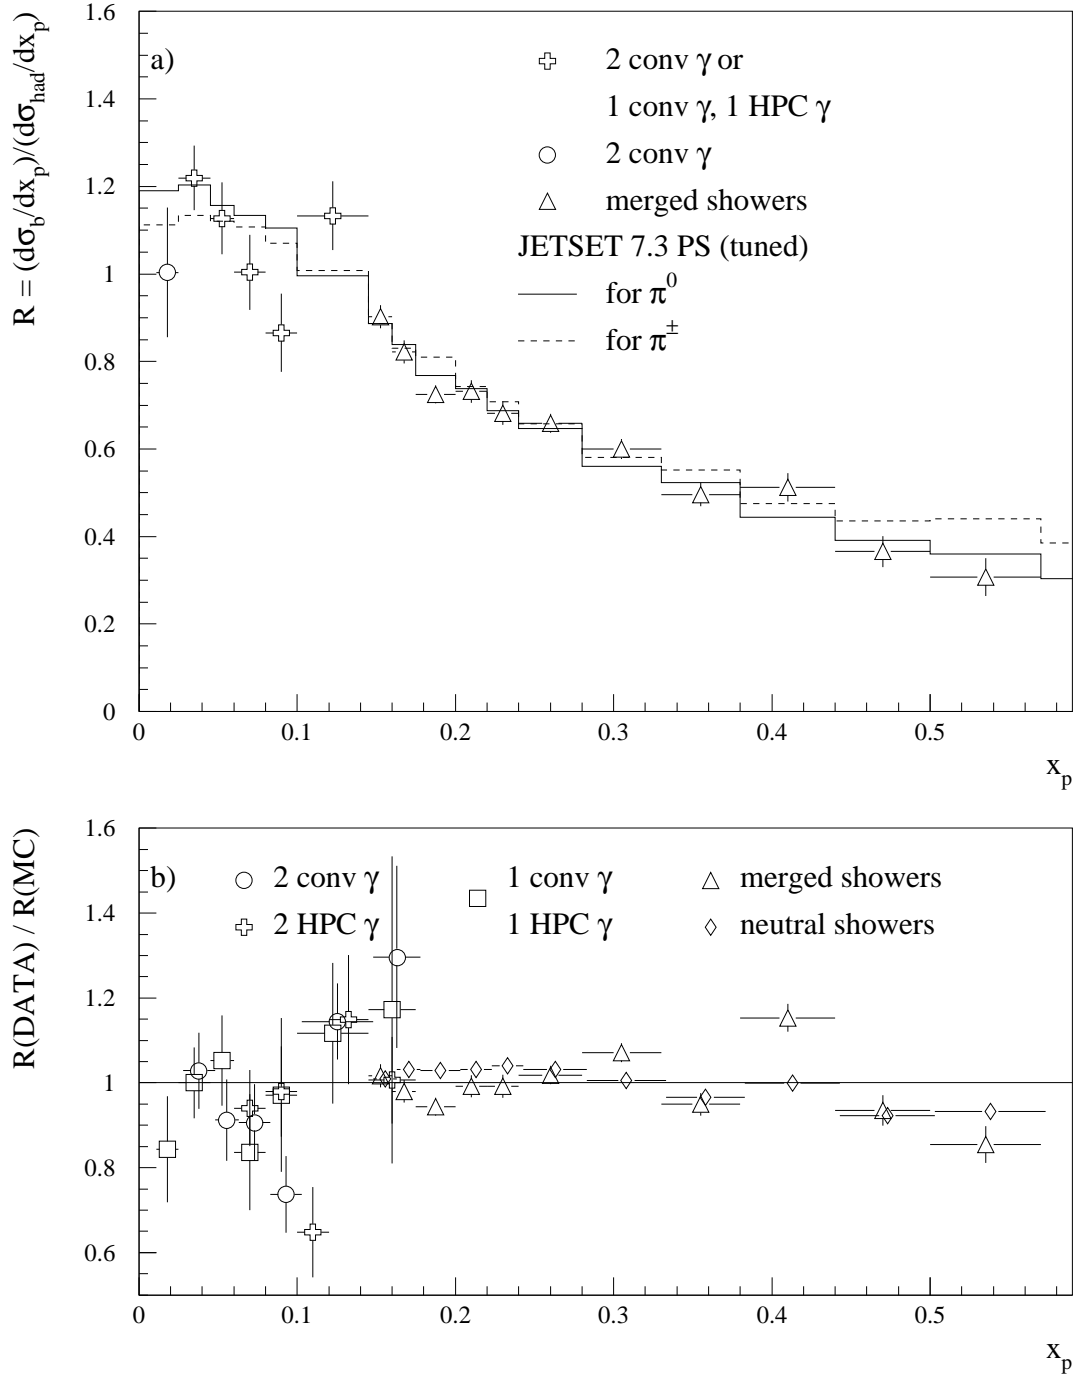 R = (dσb/dxp)/(dσhad/dxp)
1.6
1.4
1.2
1
0.8
0.6
0.4
0.2
0
a)
2 conv γ or
1 conv γ, 1 HPC γ
2 conv γ
merged showers
JETSET 7.3 PS (tuned)
for π⁰
for π±
0 0.1 0.2 0.3 0.4 0.5
xp
R(DATA) / R(MC)
1.6
1.4
1.2
1
0.8
0.6
b)
2 conv γ 1 conv γ merged showers
2 HPC γ 1 HPC γ neutral showers
0 0.1 0.2 0.3 0.4 0.5
xp